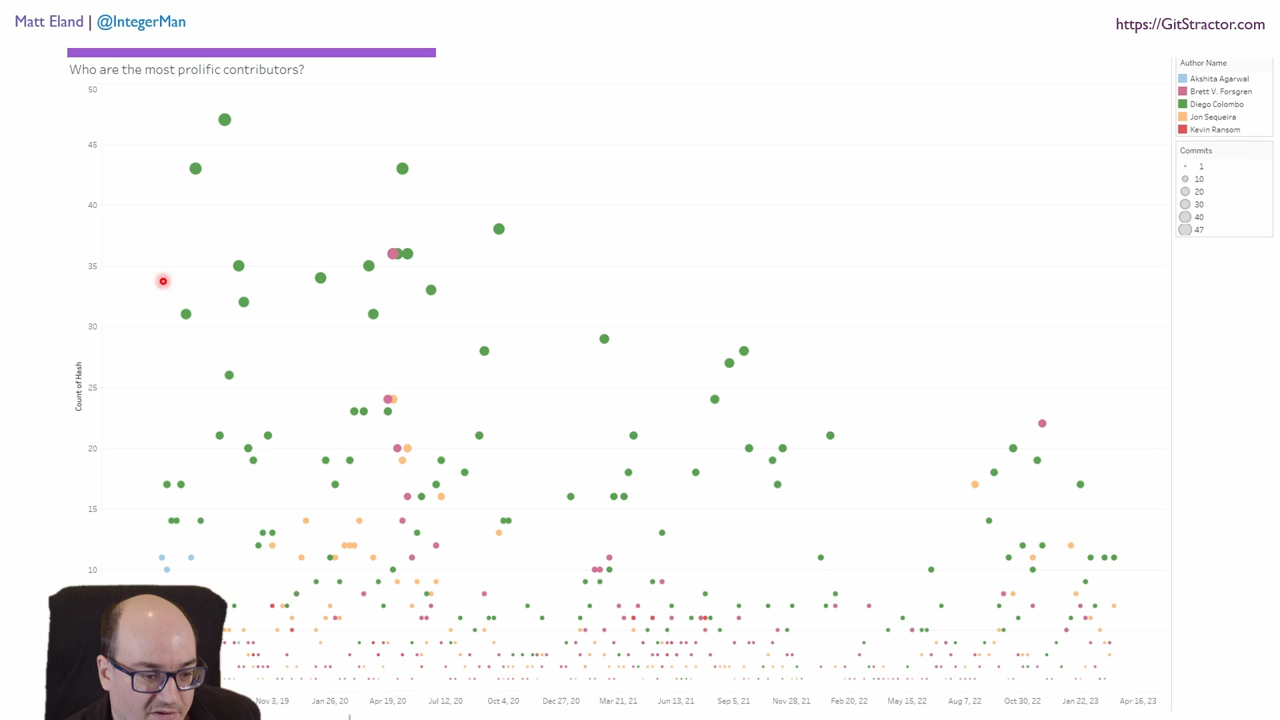 Matt Eland | @IntegerMan
https://GitStractor.com
Who are the most prolific contributors?
Author Name
Akshita Agarwal
Brett V. Forsgren
Diego Colombo
Jon Sequeira
Kevin Ransom
Commits
1
10
20
30
40
47
Count of Hash
50
45
40
35
30
25
20
15
10
Nov 3, 19 Jan 26, 20 Apr 19, 20 Jul 12, 20 Oct 4, 20 Dec 27, 20 Mar 21, 21 Jun 13, 21 Sep 5, 21 Nov 28, 21 Feb 20, 22 May 15, 22 Aug 7, 22 Oct 30, 22 Jan 22, 23 Apr 16, 23